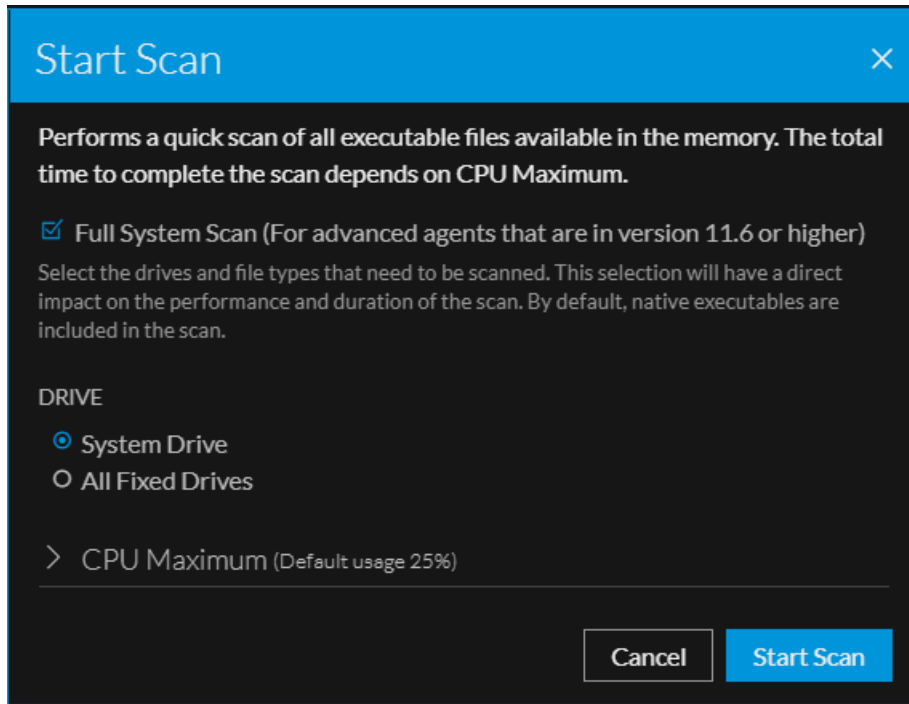 Start Scan
Performs a quick scan of all executable files available in the memory. The total
time to complete the scan depends on CPU Maximum.
Full System Scan (For advanced agents that are in version 11.6 or higher)
Select the drives and file types that need to be scanned. This selection will have a direct
impact on the performance and duration of the scan. By default, native executables are
included in the scan.
DRIVE
System Drive
All Fixed Drives
CPU Maximum (Default usage 25%)
Cancel Start Scan